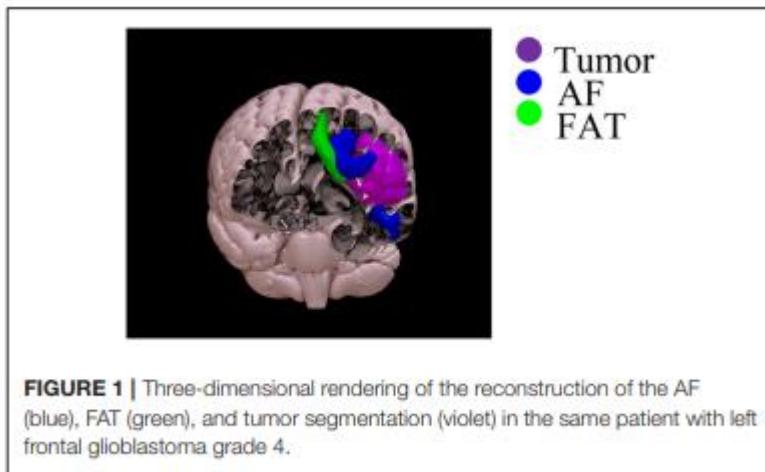 Tumor
AF
FAT
FIGURE 1 | Three-dimensional rendering of the reconstruction of the AF
(blue), FAT (green), and tumor segmentation (violet) in the same patient with left
frontal glioblastoma grade 4.